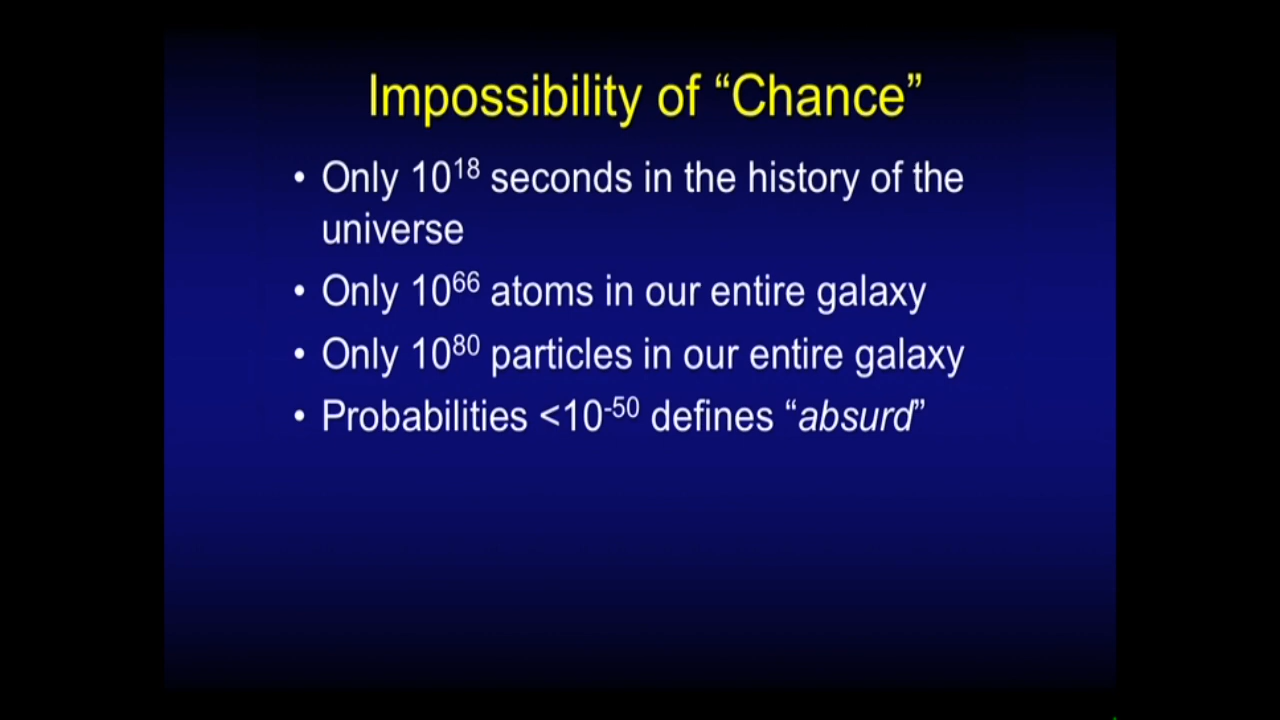 Impossibility of “Chance”
• Only 10¹⁸ seconds in the history of the
universe
• Only 10⁶⁶ atoms in our entire galaxy
• Only 10⁸⁰ particles in our entire galaxy
• Probabilities <10⁻⁵⁰ defines “absurd”